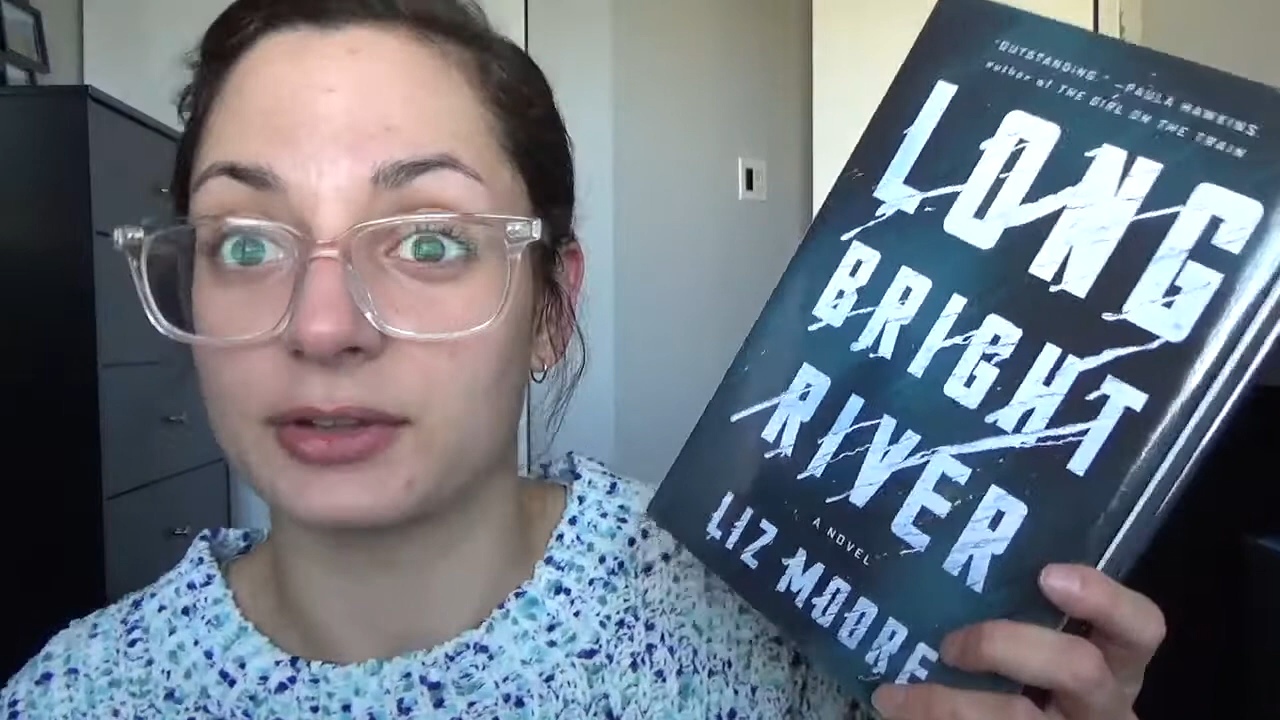 "OUTSTANDING." —PAULA HAWKINS,
author of THE GIRL ON THE TRAIN
LONG
BRIGHT
RIVER
A NOVEL
LIZ MOORE